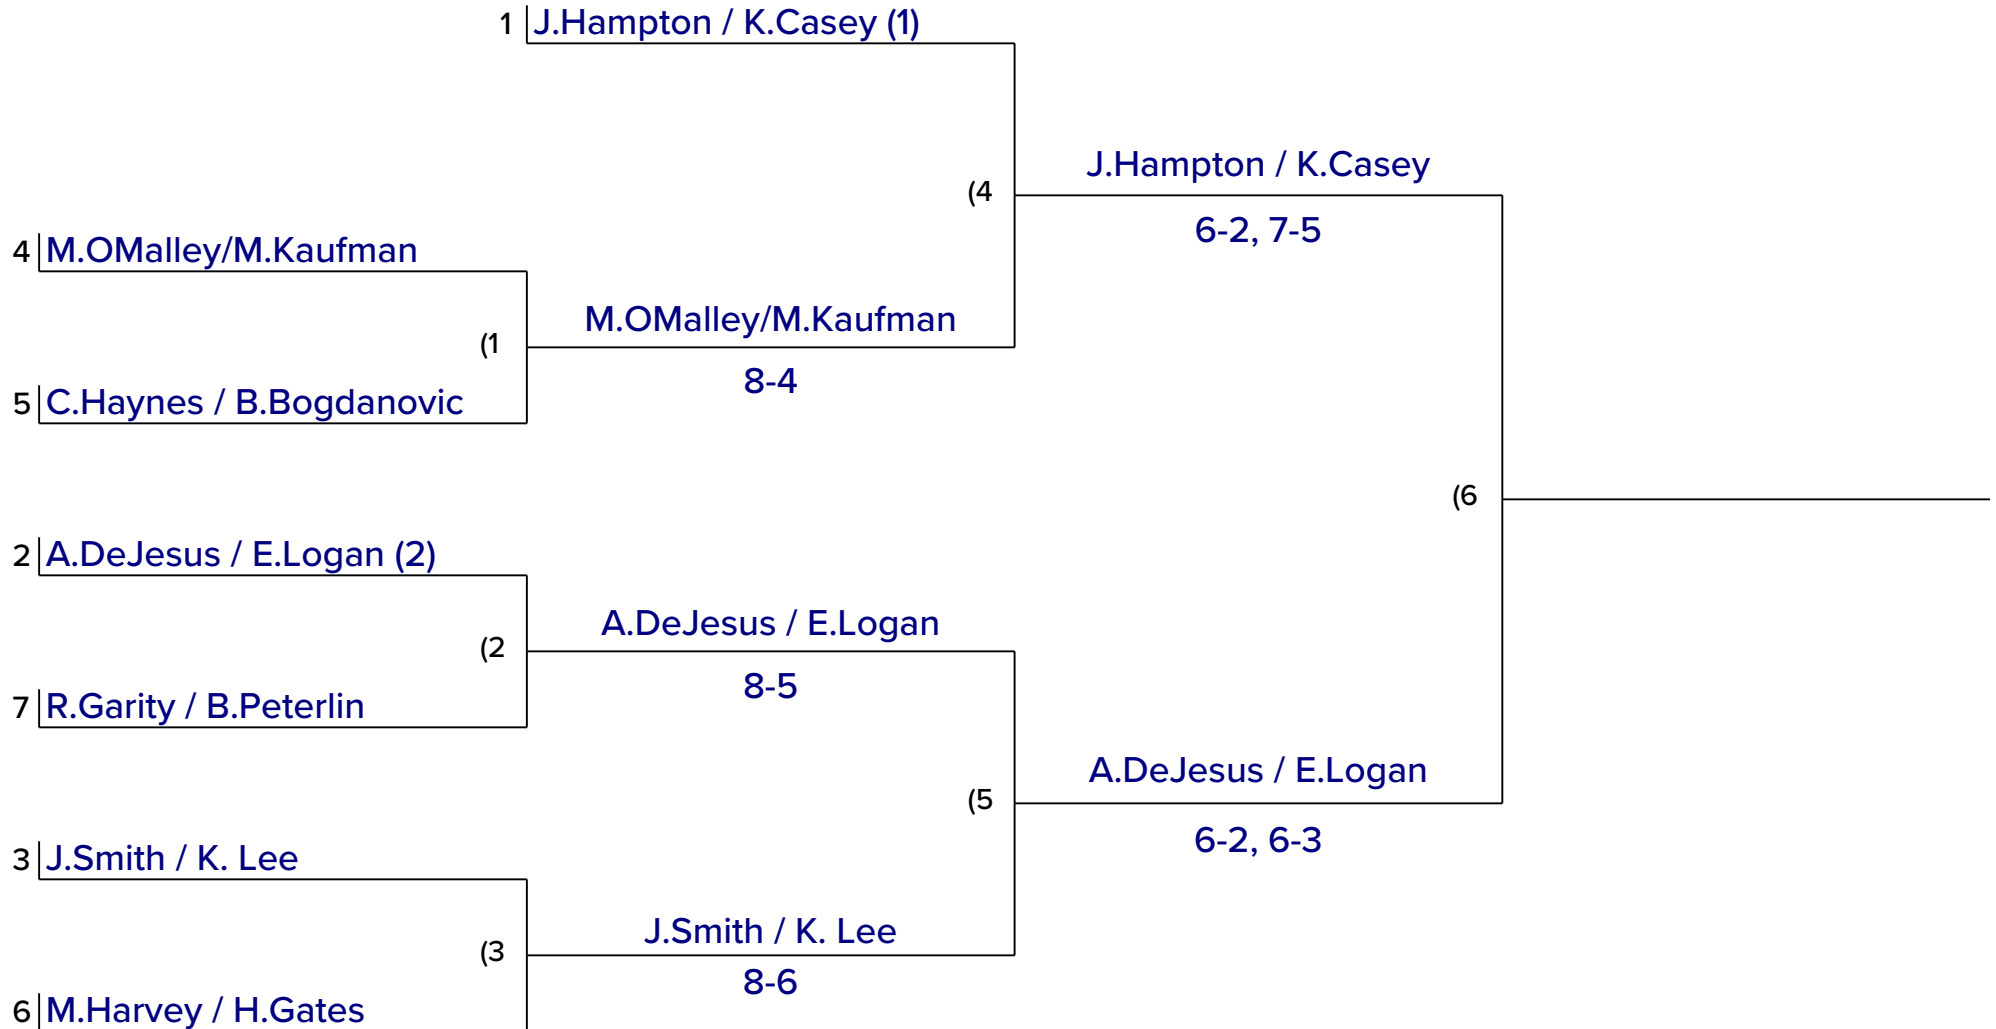 1 J.Hampton / K.Casey (1)
(4 J.Hampton / K.Casey
6-2, 7-5
4 M.OMalley/M.Kaufman
(1 M.OMalley/M.Kaufman
8-4
5 C.Haynes / B.Bogdanovic
(6
2 A.DeJesus / E.Logan (2)
(2 A.DeJesus / E.Logan
8-5
7 R.Garity / B.Peterlin
(5 A.DeJesus / E.Logan
6-2, 6-3
3 J.Smith / K. Lee
(3 J.Smith / K. Lee
8-6
6 M.Harvey / H.Gates